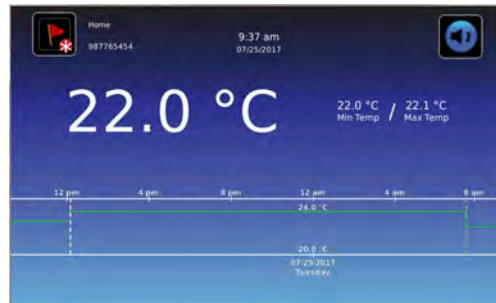 Home
987765454
9:37 am
07/25/2017
22.0 °C
22.0 °C / 22.1 °C
Min Temp Max Temp
12 pm 4 pm 8 pm 12 am 4 am 8 am
24.0 °C
20.0 °C
07-25-2017
Tuesday